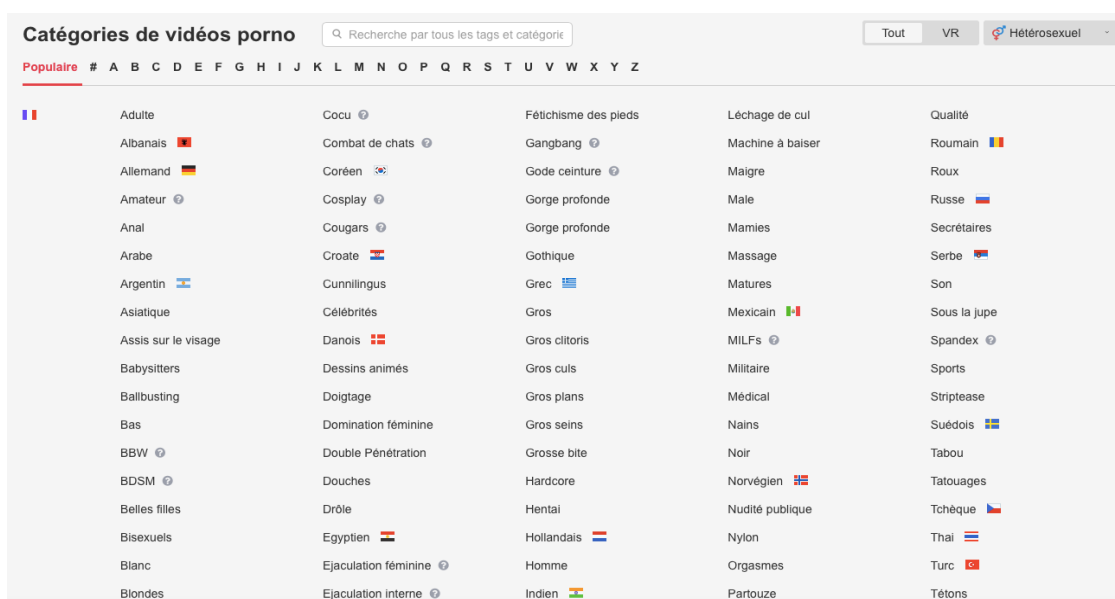 Catégories de vidéos porno
Recherche par tous les tags et catégorie
Tout VR Hétérosexuel
Populaire # A B C D E F G H I J K L M N O P Q R S T U V W X Y Z
Adulte Cocu Fétichisme des pieds Léchage de cul Qualité
Albanais Combat de chats Gangbang Machine à baiser Roumain
Allemand Coréen Gode ceinture Maigre Roux
Amateur Cosplay Gorge profonde Male Russe
Anal Cougars Gorge profonde Mamies Secrétaires
Arabe Croate Gothique Massage Serbe
Argentin Cunnilingus Grec Matures Son
Asiatique Célébrités Gros Mexicain Sous la jupe
Assis sur le visage Danois Gros clitoris MILFs Spandex
Babysitters Dessins animés Gros culs Militaire Sports
Ballbusting Doigtage Gros plans Médical Striptease
Bas Domination féminine Gros seins Nains Suédois
BBW Double Pénétration Grosse bite Noir Tabou
BDSM Douches Hardcore Norvégien Tatouages
Belles filles Drôle Hentai Nudité publique Tchèque
Bisexuels Egyptien Hollandais Nylon Thai
Blanc Ejaculation féminine Homme Orgasmes Turc
Blondes Ejaculation interne Indien Partouze Tétons